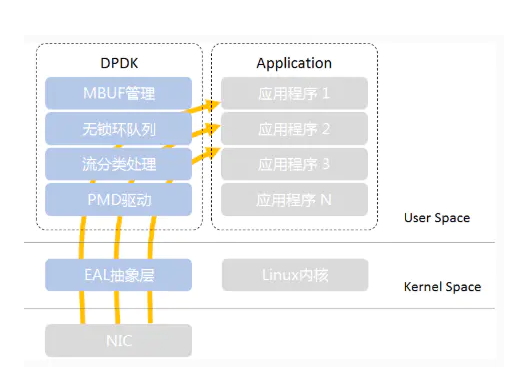 DPDK
Application
MBUF管理
应用程序 1
无锁环队列
应用程序 2
流分类处理
应用程序 3
PMD驱动
应用程序 N
User Space
EAL抽象层
Linux内核
Kernel Space
NIC